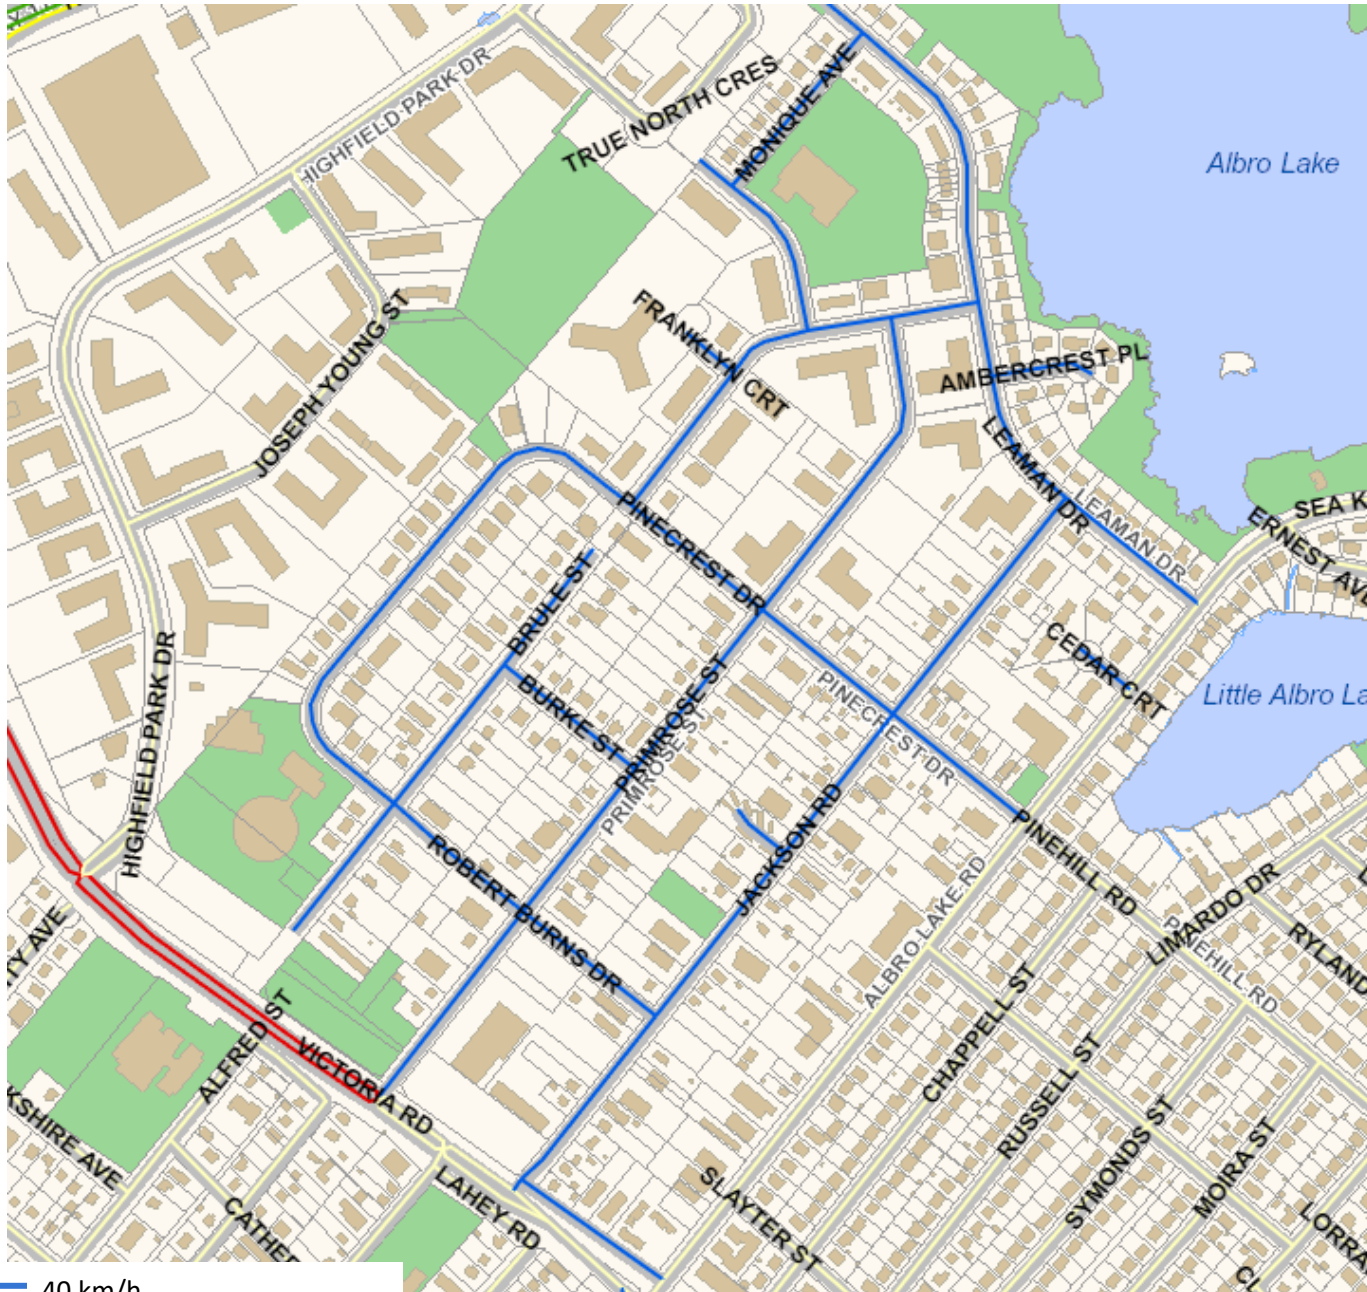 HIGHFIELD PARK DR
TRUE NORTH CRES
MONIQUE AVE
Albro Lake
JOSEPH YOUNG ST
FRANKLYN CRT
AMBERCREST PL
LEAMAN DR
LEAMAN DR
SEA K
ERNEST AVE
PINECREST DR
BRULE ST
BURKE ST
PRIMROSE ST
PRIMROSE ST
PINECREST DR
CEDAR CRT
Little Albro La
HIGHFIELD PARK DR
ROBERT BURNS DR
JACKSON RD
ALBRO LAKE RD
PINEHILL RD
PINEHILL RD
LIMARDO DR
RYLAND
TY AVE
ALFRED ST
VICTORIA RD
KSHIRE AVE
CATHER
LAHEY RD
SLAYTER ST
CHAPPELL ST
RUSSELL ST
SYMONDS ST
MOIRA ST
LORRA
40 km/h